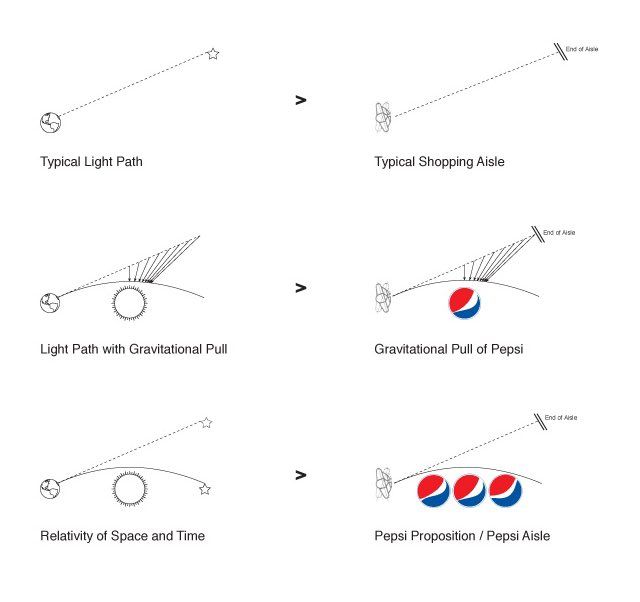 End of Aisle
>
Typical Light Path
Typical Shopping Aisle
End of Aisle
>
Light Path with Gravitational Pull
Gravitational Pull of Pepsi
End of Aisle
>
Relativity of Space and Time
Pepsi Proposition / Pepsi Aisle